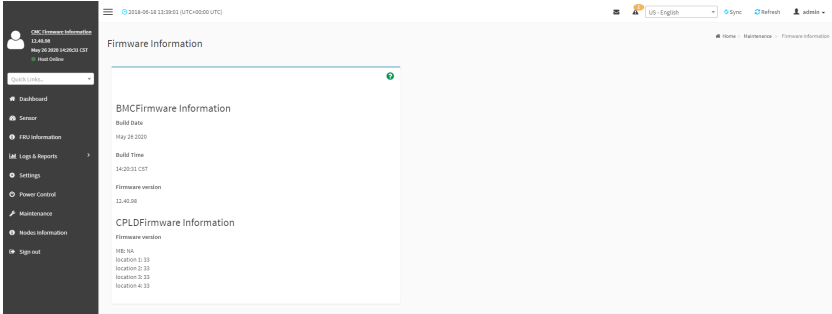 CMC Firmware Information
12.40.98
May 26 2020 14:20:31 CST
Host Online
Quick Links...
Dashboard
Sensor
FRU Information
Logs & Reports
Settings
Power Control
Maintenance
Nodes Information
Sign out
2018-06-18 13:39:01 (UTC+00:00 UTC)
US - English
Sync
Refresh
admin
Firmware Information
Home - Maintenance - Firmware Information
BMCFirmware Information
Build Date
May 26 2020
Build Time
14:20:31 CST
Firmware version
12.40.98
CPLDFirmware Information
Firmware version
MB: NA
location 1: 33
location 2: 33
location 3: 33
location 4: 33